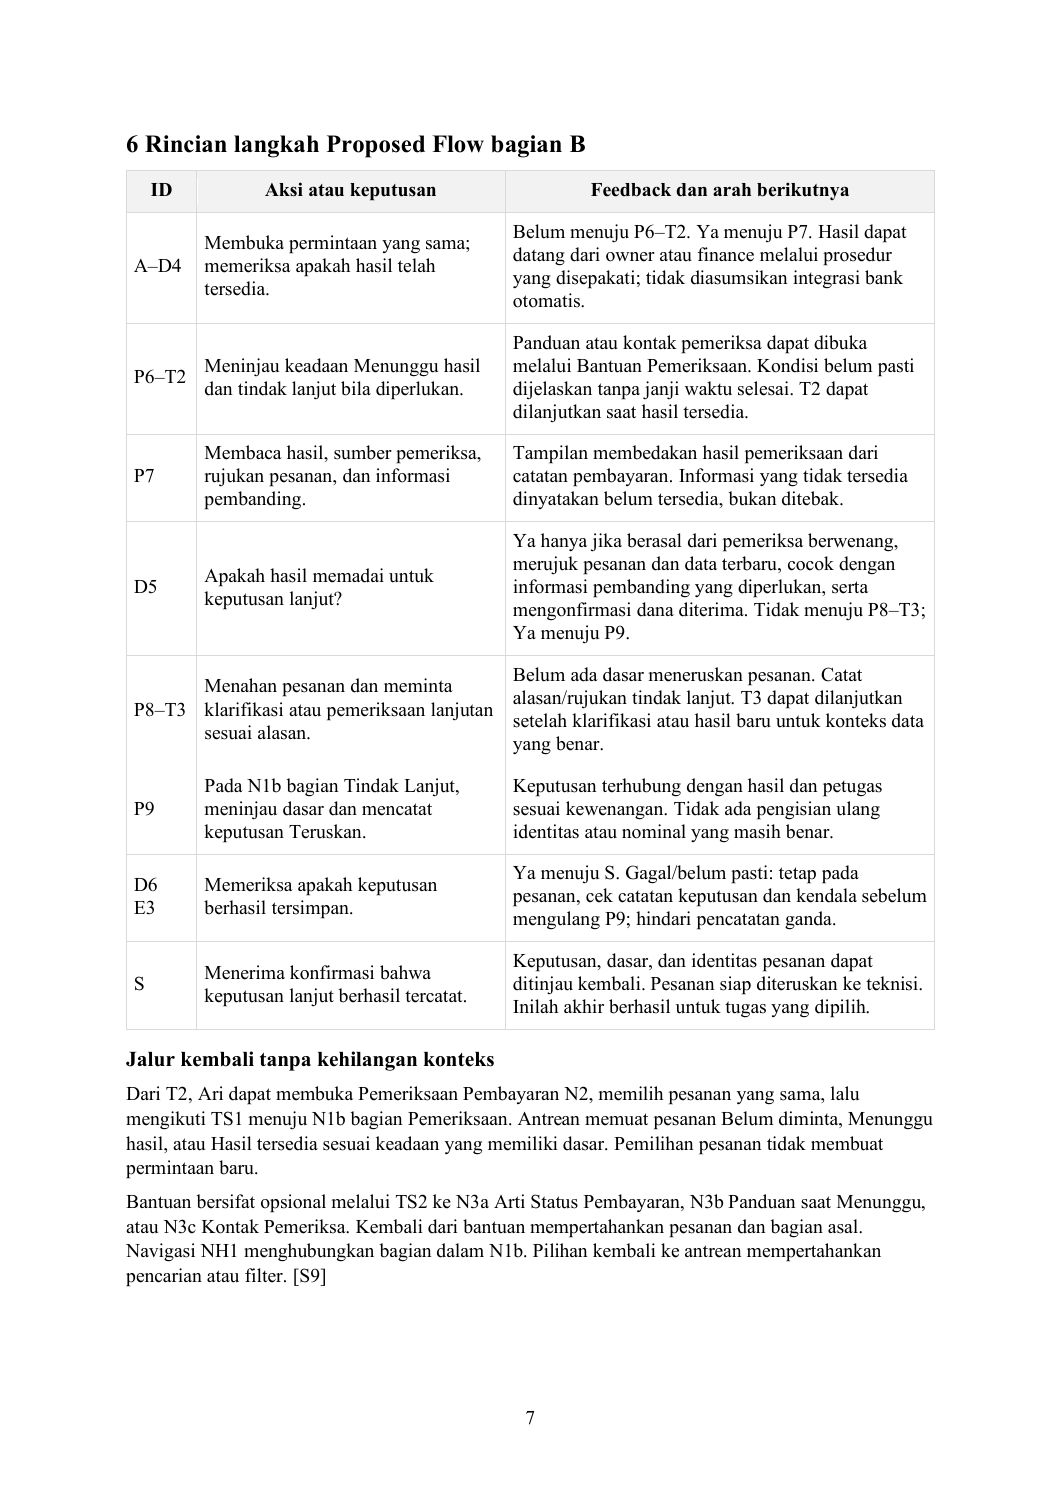 6 Rincian langkah Proposed Flow bagian B
ID
Aksi atau keputusan
Feedback dan arah berikutnya
A–D4
Membuka permintaan yang sama;
memeriksa apakah hasil telah
tersedia.
Belum menuju P6–T2. Ya menuju P7. Hasil dapat
datang dari owner atau finance melalui prosedur
yang disepakati; tidak diasumsikan integrasi bank
otomatis.
P6–T2
Meninjau keadaan Menunggu hasil
dan tindak lanjut bila diperlukan.
Panduan atau kontak pemeriksa dapat dibuka
melalui Bantuan Pemeriksaan. Kondisi belum pasti
dijelaskan tanpa janji waktu selesai. T2 dapat
dilanjutkan saat hasil tersedia.
P7
Membaca hasil, sumber pemeriksa,
rujukan pesanan, dan informasi
pembanding.
Tampilan membedakan hasil pemeriksaan dari
catatan pembayaran. Informasi yang tidak tersedia
dinyatakan belum tersedia, bukan ditebak.
D5
Apakah hasil memadai untuk
keputusan lanjut?
Ya hanya jika berasal dari pemeriksa berwenang,
merujuk pesanan dan data terbaru, cocok dengan
informasi pembanding yang diperlukan, serta
mengonfirmasi dana diterima. Tidak menuju P8–T3;
Ya menuju P9.
P8–T3
Menahan pesanan dan meminta
klarifikasi atau pemeriksaan lanjutan
sesuai alasan.
Belum ada dasar meneruskan pesanan. Catat
alasan/rujukan tindak lanjut. T3 dapat dilanjutkan
setelah klarifikasi atau hasil baru untuk konteks data
yang benar.
P9
Pada N1b bagian Tindak Lanjut,
meninjau dasar dan mencatat
keputusan Teruskan.
Keputusan terhubung dengan hasil dan petugas
sesuai kewenangan. Tidak ada pengisian ulang
identitas atau nominal yang masih benar.
D6
E3
Memeriksa apakah keputusan
berhasil tersimpan.
Ya menuju S. Gagal/belum pasti: tetap pada
pesanan, cek catatan keputusan dan kendala sebelum
mengulang P9; hindari pencatatan ganda.
S
Menerima konfirmasi bahwa
keputusan lanjut berhasil tercatat.
Keputusan, dasar, dan identitas pesanan dapat
ditinjau kembali. Pesanan siap diteruskan ke teknisi.
Inilah akhir berhasil untuk tugas yang dipilih.
Jalur kembali tanpa kehilangan konteks
Dari T2, Ari dapat membuka Pemeriksaan Pembayaran N2, memilih pesanan yang sama, lalu
mengikuti TS1 menuju N1b bagian Pemeriksaan. Antrean memuat pesanan Belum diminta, Menunggu
hasil, atau Hasil tersedia sesuai keadaan yang memiliki dasar. Pemilihan pesanan tidak membuat
permintaan baru.
Bantuan bersifat opsional melalui TS2 ke N3a Arti Status Pembayaran, N3b Panduan saat Menunggu,
atau N3c Kontak Pemeriksa. Kembali dari bantuan mempertahankan pesanan dan bagian asal.
Navigasi NH1 menghubungkan bagian dalam N1b. Pilihan kembali ke antrean mempertahankan
pencarian atau filter. [S9]
7